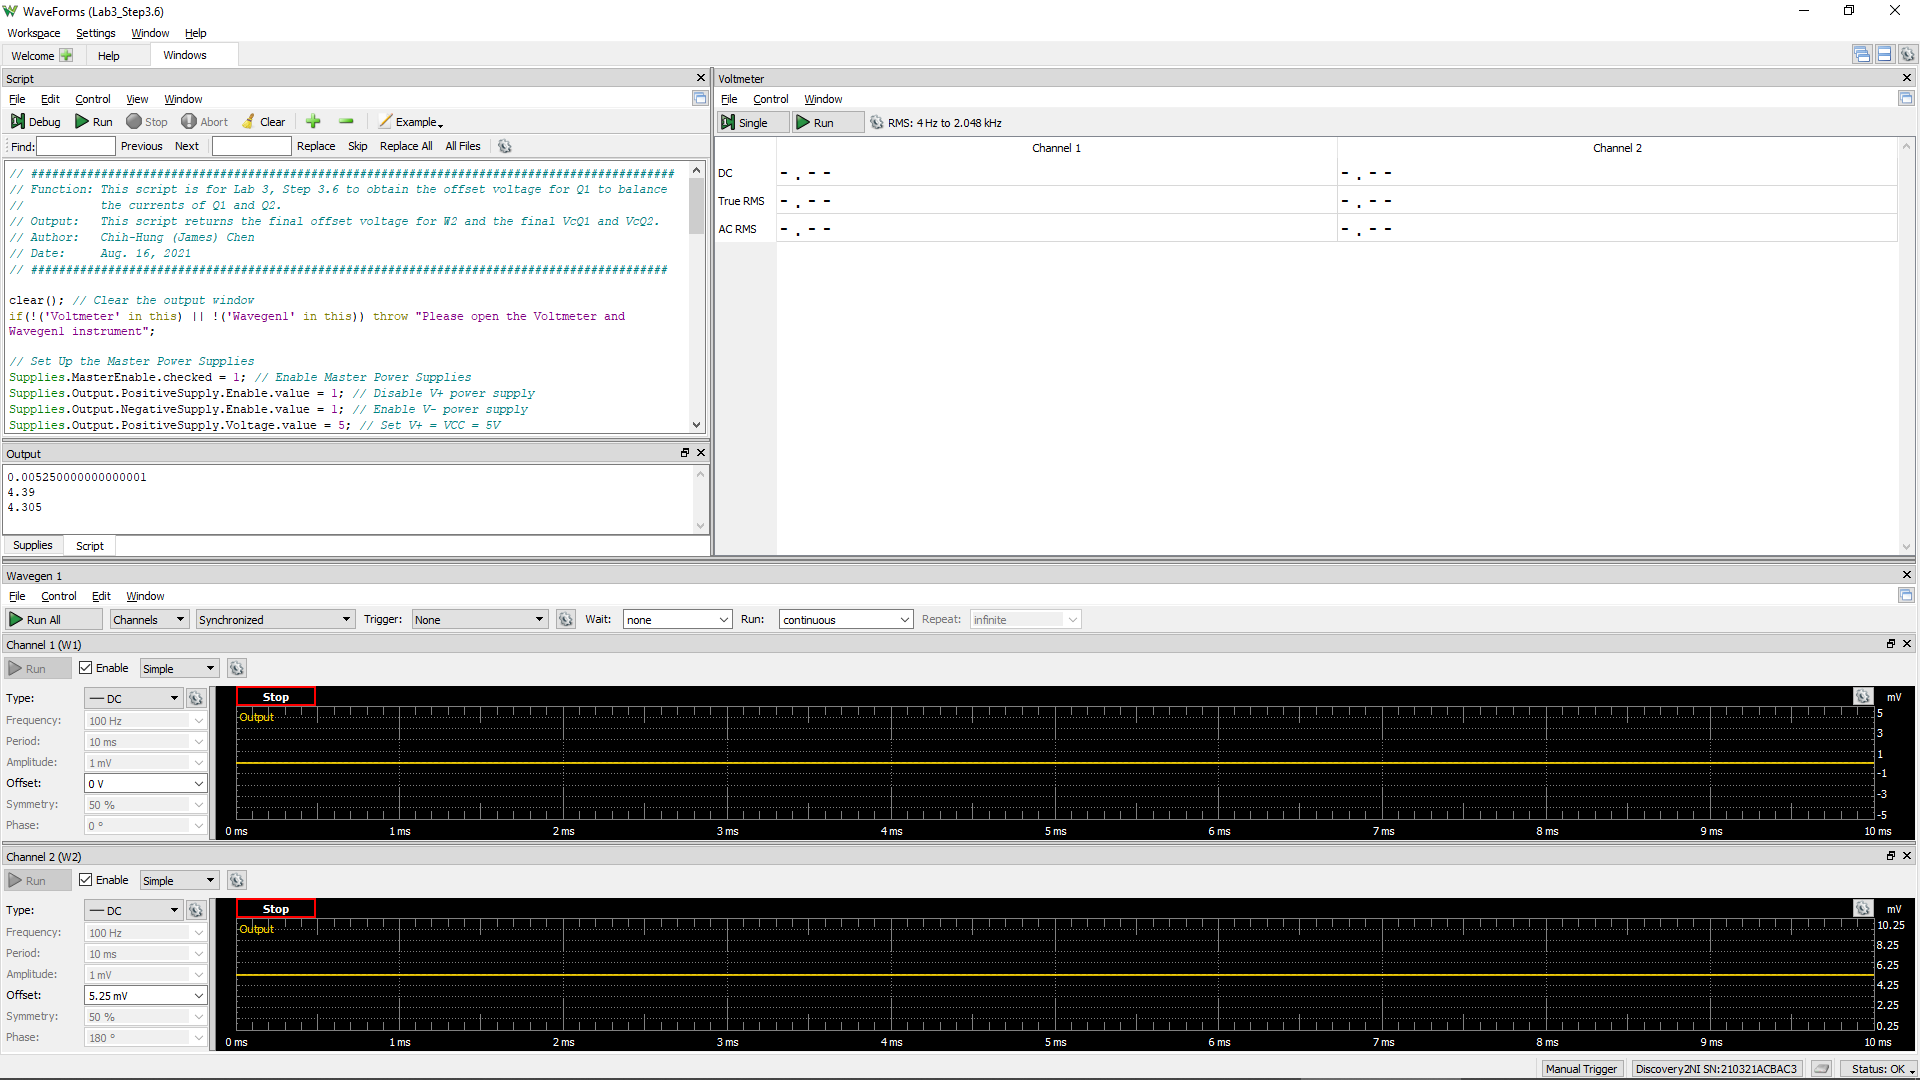 WaveForms (Lab3_Step3.6)
Workspace Settings Window Help
Welcome Help Windows
Script
File Edit Control View Window
Debug Run Stop Abort Clear Example
Find: Previous Next Replace Skip Replace All All Files
// ###########################################################################################
// Function: This script is for Lab 3, Step 3.6 to obtain the offset voltage for Q1 to balance
// the currents of Q1 and Q2.
// Output: This script returns the final offset voltage for W2 and the final VcQ1 and VcQ2.
// Author: Chih-Hung (James) Chen
// Date: Aug. 16, 2021
// ##########################################################################################
clear(); // Clear the output window
if(!('Voltmeter' in this) || !('Wavegen1' in this)) throw "Please open the Voltmeter and
Wavegen1 instrument";
// Set Up the Master Power Supplies
Supplies.MasterEnable.checked = 1; // Enable Master Power Supplies
Supplies.Output.PositiveSupply.Enable.value = 1; // Disable V+ power supply
Supplies.Output.NegativeSupply.Enable.value = 1; // Enable V- power supply
Supplies.Output.PositiveSupply.Voltage.value = 5; // Set V+ = VCC = 5V
Output
0.005250000000000001
4.39
4.305
Supplies Script
Voltmeter
File Control Window
Single Run RMS: 4 Hz to 2.048 kHz
Channel 1 Channel 2
DC -.-- -.--
True RMS -.-- -.--
AC RMS -.-- -.--
Wavegen 1
File Control Edit Window
Run All Channels Synchronized Trigger: None Wait: none Run: continuous Repeat: infinite
Channel 1 (W1)
Run Enable Simple
Type: DC
Frequency: 100 Hz
Period: 10 ms
Amplitude: 1 mV
Offset: 0 V
Symmetry: 50 %
Phase: 0 °
Stop mV
Output
5
3
1
-1
-3
-5
0 ms 1 ms 2 ms 3 ms 4 ms 5 ms 6 ms 7 ms 8 ms 9 ms 10 ms
Channel 2 (W2)
Run Enable Simple
Type: DC
Frequency: 100 Hz
Period: 10 ms
Amplitude: 1 mV
Offset: 5.25 mV
Symmetry: 50 %
Phase: 180 °
Stop mV
Output
10.25
8.25
6.25
4.25
2.25
0.25
0 ms 1 ms 2 ms 3 ms 4 ms 5 ms 6 ms 7 ms 8 ms 9 ms 10 ms
Manual Trigger Discovery2NI SN:210321ACBAC3 Status: OK